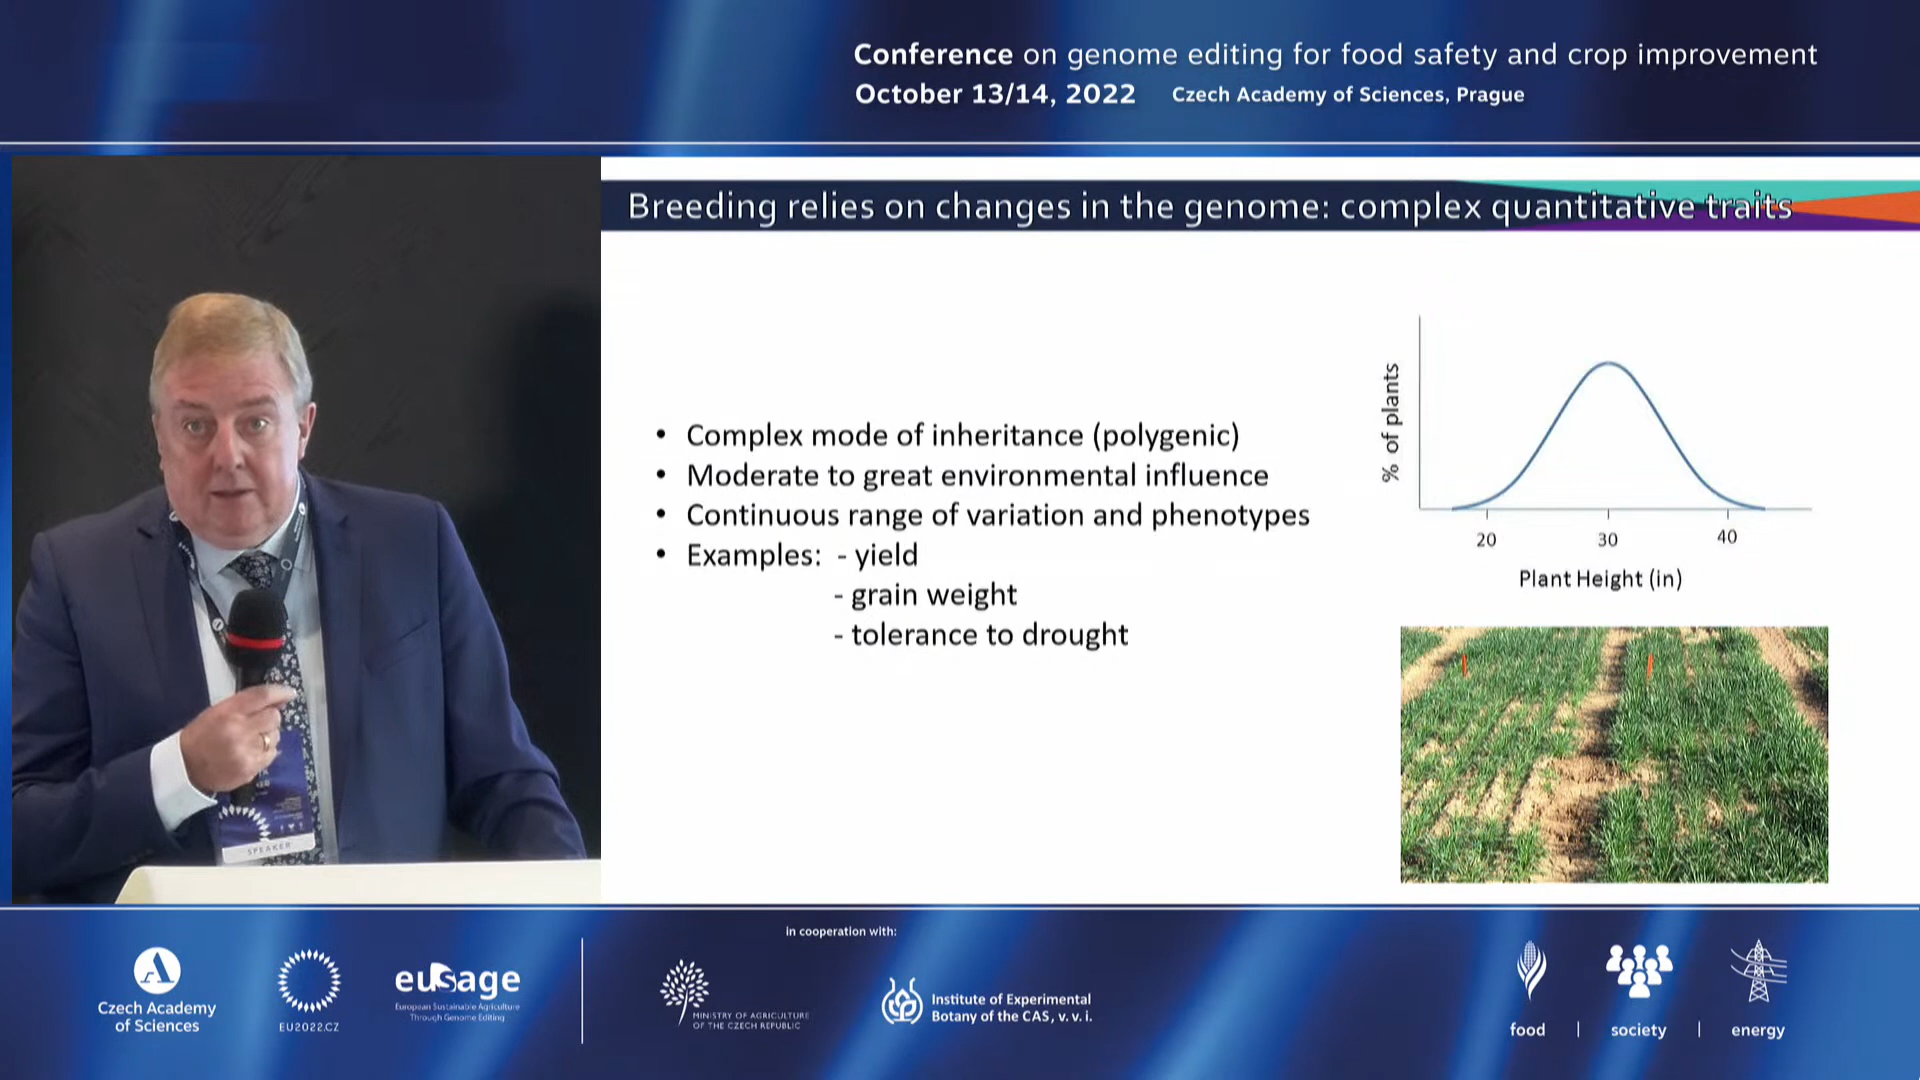 Conference on genome editing for food safety and crop improvement
October 13/14, 2022 Czech Academy of Sciences, Prague
Breeding relies on changes in the genome: complex quantitative traits
• Complex mode of inheritance (polygenic)
• Moderate to great environmental influence
• Continuous range of variation and phenotypes
• Examples: - yield
- grain weight
- tolerance to drought
% of plants
20 30 40
Plant Height (in)
SPEAKER
in cooperation with:
Czech Academy
of Sciences
EU2022.CZ
eusage
European Sustainable Agriculture
Through Genome Editing
MINISTRY OF AGRICULTURE
OF THE CZECH REPUBLIC
Institute of Experimental
Botany of the CAS, v. v. i.
food | society | energy